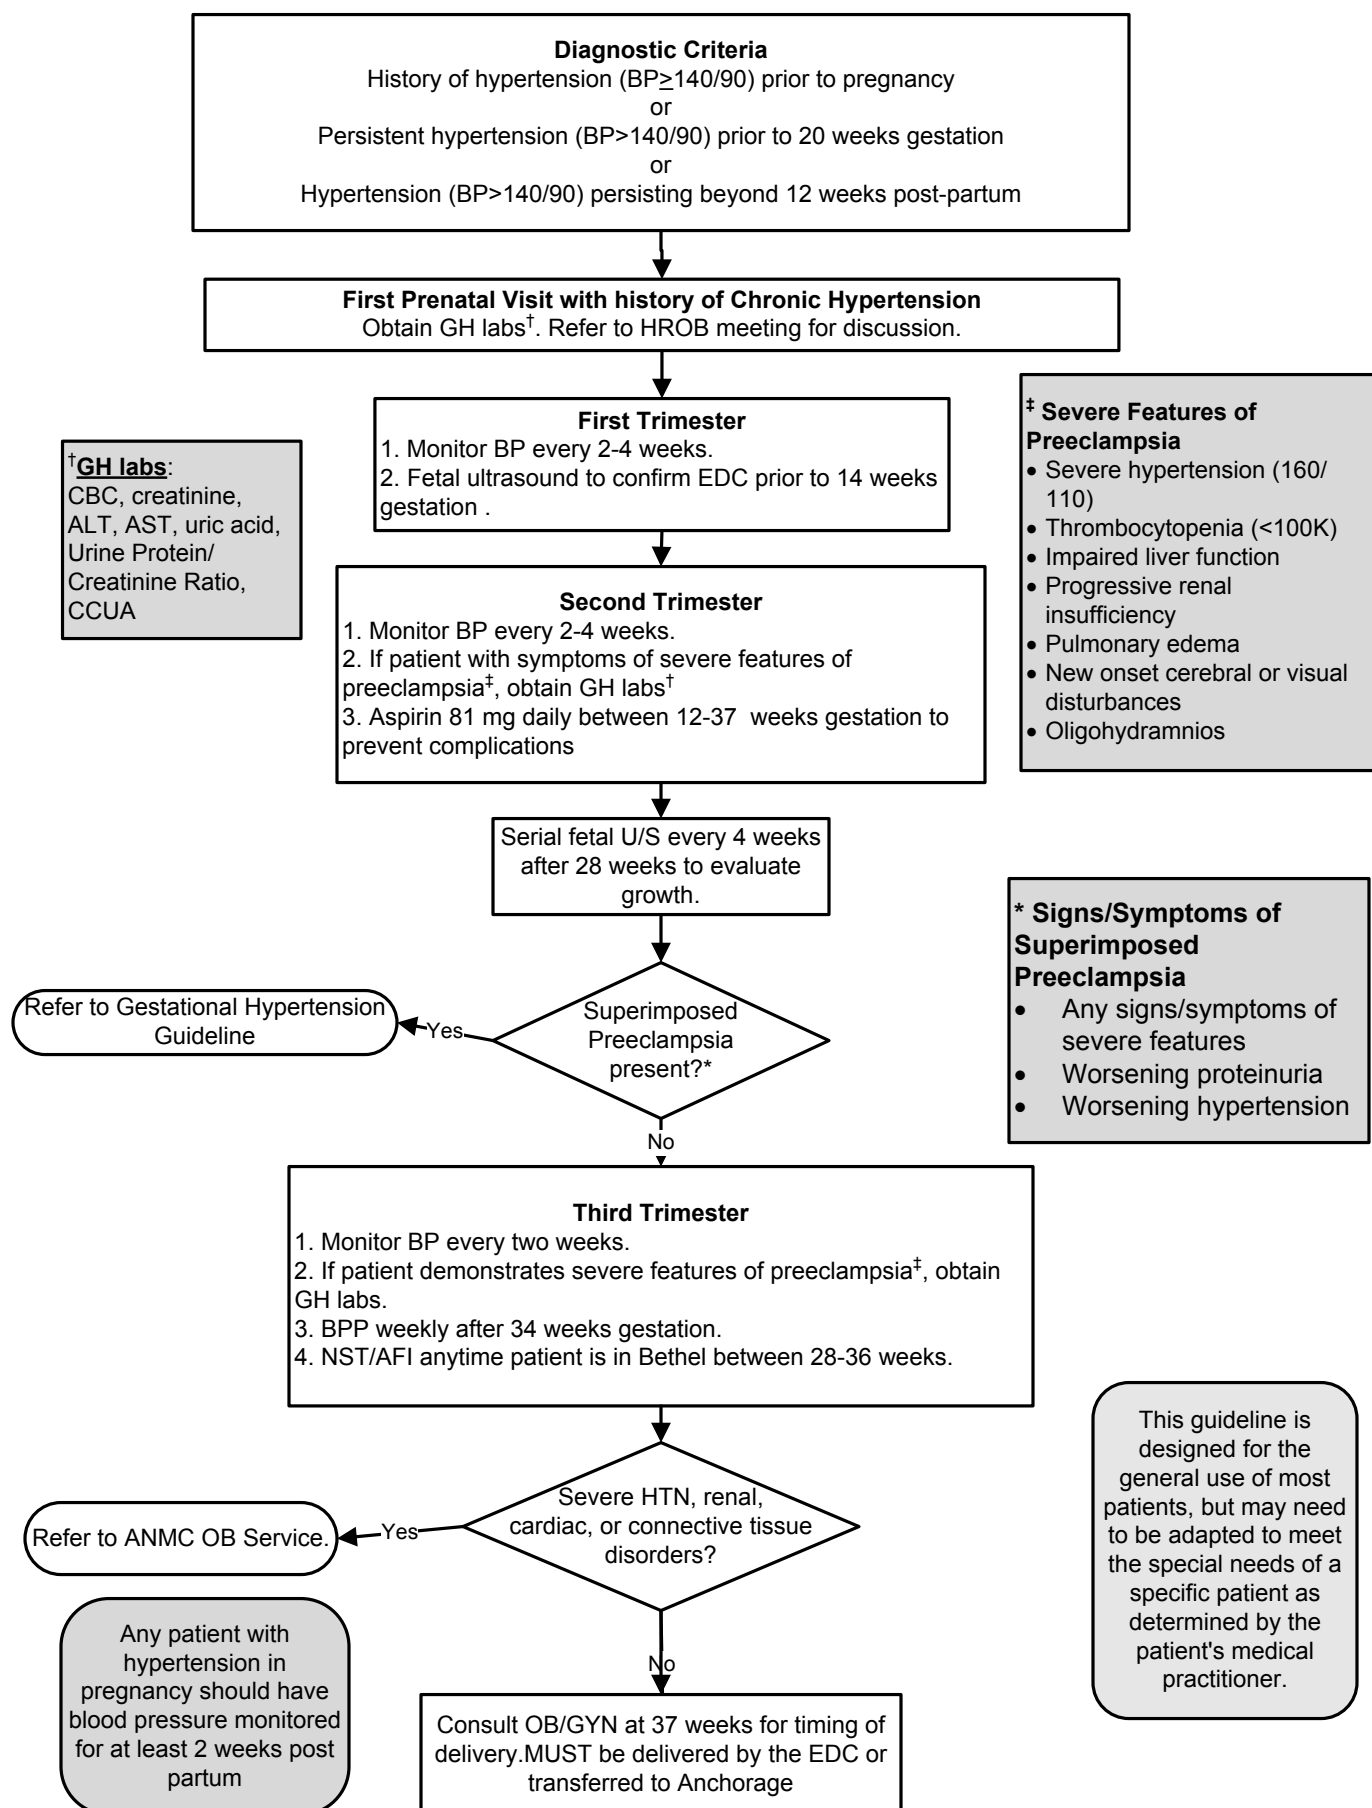 Diagnostic Criteria
History of hypertension (BP≥140/90) prior to pregnancy
or
Persistent hypertension (BP>140/90) prior to 20 weeks gestation
or
Hypertension (BP>140/90) persisting beyond 12 weeks post-partum
First Prenatal Visit with history of Chronic Hypertension
Obtain GH labs†. Refer to HROB meeting for discussion.
First Trimester
1. Monitor BP every 2-4 weeks.
2. Fetal ultrasound to confirm EDC prior to 14 weeks
gestation .
†GH labs:
CBC, creatinine,
ALT, AST, uric acid,
Urine Protein/
Creatinine Ratio,
CCUA
‡ Severe Features of
Preeclampsia
• Severe hypertension (160/
110)
• Thrombocytopenia (<100K)
• Impaired liver function
• Progressive renal
insufficiency
• Pulmonary edema
• New onset cerebral or visual
disturbances
• Oligohydramnios
Second Trimester
1. Monitor BP every 2-4 weeks.
2. If patient with symptoms of severe features of
preeclampsia‡, obtain GH labs†
3. Aspirin 81 mg daily between 12-37 weeks gestation to
prevent complications
Serial fetal U/S every 4 weeks
after 28 weeks to evaluate
growth.
* Signs/Symptoms of
Superimposed
Preeclampsia
• Any signs/symptoms of
severe features
• Worsening proteinuria
• Worsening hypertension
Superimposed
Preeclampsia
present?*
Yes
Refer to Gestational Hypertension
Guideline
No
Third Trimester
1. Monitor BP every two weeks.
2. If patient demonstrates severe features of preeclampsia‡, obtain
GH labs.
3. BPP weekly after 34 weeks gestation.
4. NST/AFI anytime patient is in Bethel between 28-36 weeks.
Severe HTN, renal,
cardiac, or connective tissue
disorders?
Yes
Refer to ANMC OB Service.
No
Any patient with
hypertension in
pregnancy should have
blood pressure monitored
for at least 2 weeks post
partum
Consult OB/GYN at 37 weeks for timing of
delivery.MUST be delivered by the EDC or
transferred to Anchorage
This guideline is
designed for the
general use of most
patients, but may need
to be adapted to meet
the special needs of a
specific patient as
determined by the
patient's medical
practitioner.